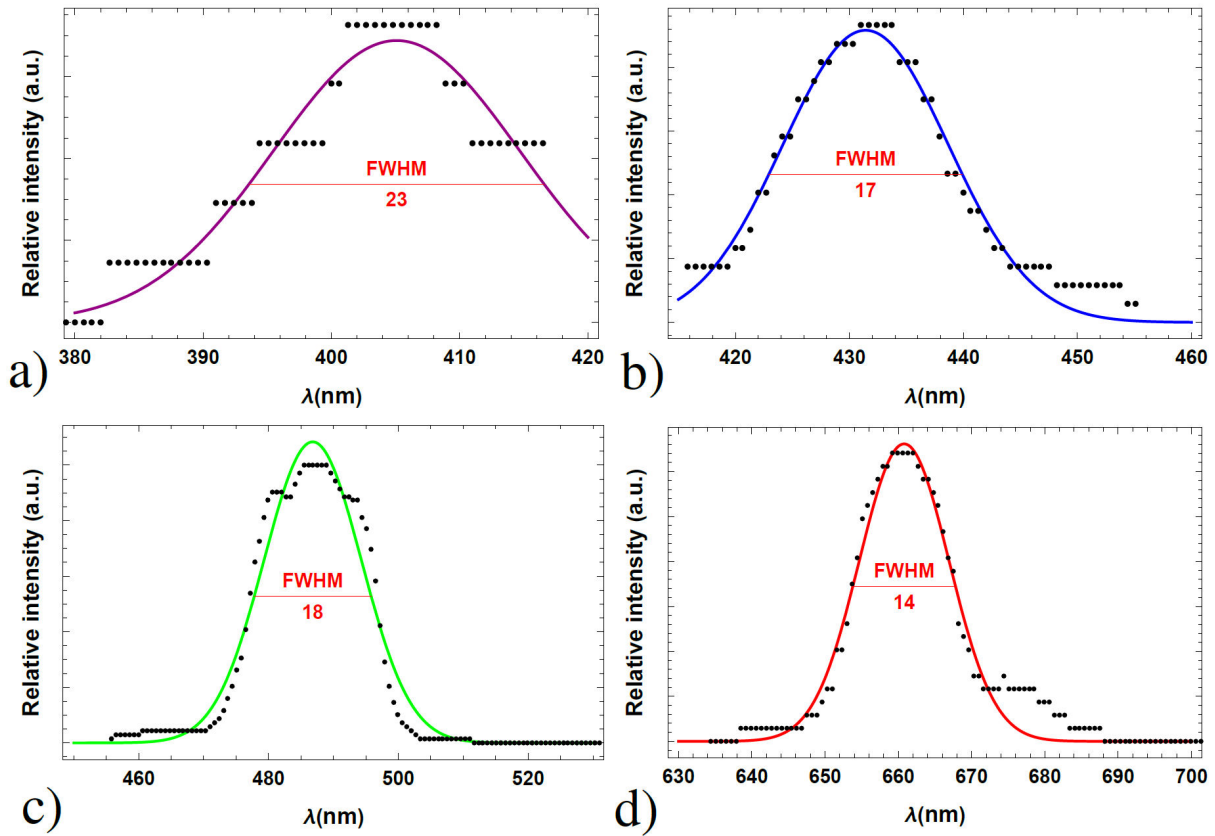 Relative intensity (a.u.)
FWHM
23
380 390 400 410 420
λ(nm)
a)
Relative intensity (a.u.)
FWHM
17
420 430 440 450 460
λ(nm)
b)
Relative intensity (a.u.)
FWHM
18
460 480 500 520
λ(nm)
c)
Relative intensity (a.u.)
FWHM
14
630 640 650 660 670 680 690 700
λ(nm)
d)